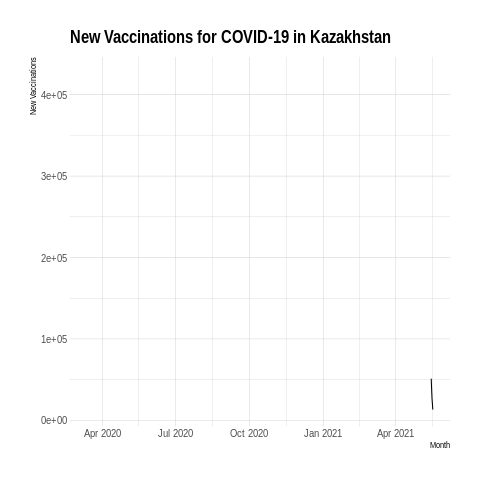 New Vaccinations for COVID-19 in Kazakhstan
New Vaccinations
4e+05
3e+05
2e+05
1e+05
0e+00
Apr 2020 Jul 2020 Oct 2020 Jan 2021 Apr 2021
Month